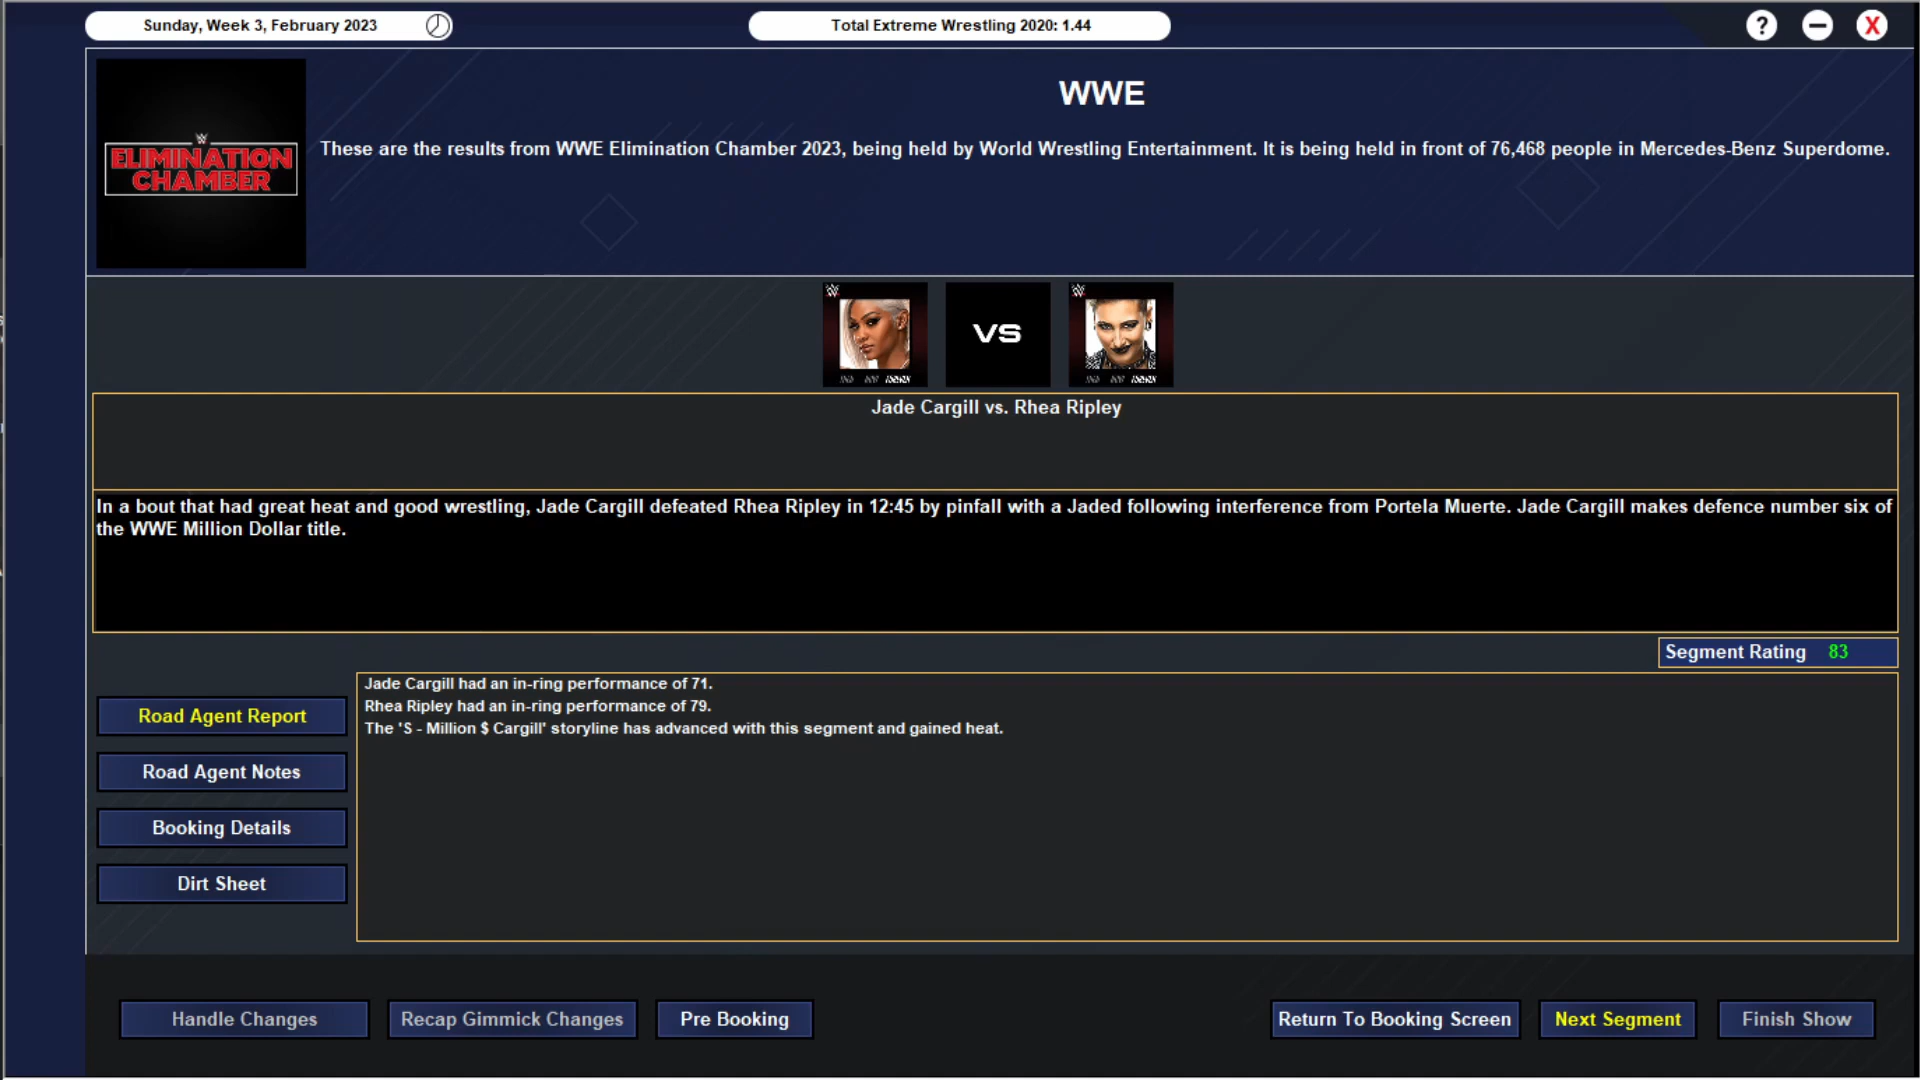 Sunday, Week 3, February 2023
Total Extreme Wrestling 2020: 1.44
?
X
W
ELIMINATION
CHAMBER
WWE
These are the results from WWE Elimination Chamber 2023, being held by World Wrestling Entertainment. It is being held in front of 76,468 people in Mercedes-Benz Superdome.
VS
Jade Cargill vs. Rhea Ripley
In a bout that had great heat and good wrestling, Jade Cargill defeated Rhea Ripley in 12:45 by pinfall with a Jaded following interference from Portela Muerte. Jade Cargill makes defence number six of
the WWE Million Dollar title.
Segment Rating 83
Jade Cargill had an in-ring performance of 71.
Rhea Ripley had an in-ring performance of 79.
The 'S - Million $ Cargill' storyline has advanced with this segment and gained heat.
Road Agent Report
Road Agent Notes
Booking Details
Dirt Sheet
Handle Changes
Recap Gimmick Changes
Pre Booking
Return To Booking Screen
Next Segment
Finish Show